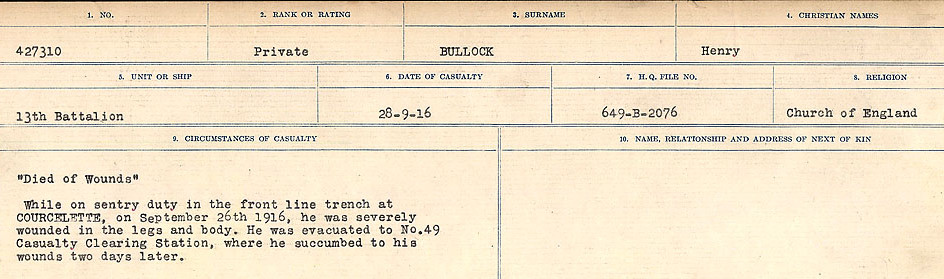 1. NO. 2. RANK OR RATING 3. SURNAME 4. CHRISTIAN NAMES
427310 Private BULLOCK Henry
5. UNIT OR SHIP 6. DATE OF CASUALTY 7. H.Q. FILE NO. 8. RELIGION
13th Battalion 28-9-16 649-B-2076 Church of England
9. CIRCUMSTANCES OF CASUALTY 10. NAME, RELATIONSHIP AND ADDRESS OF NEXT OF KIN
"Died of Wounds"
While on sentry duty in the front line trench at
COURCELETTE, on September 26th 1916, he was severely
wounded in the legs and body. He was evacuated to No.49
Casualty Clearing Station, where he succumbed to his
wounds two days later.